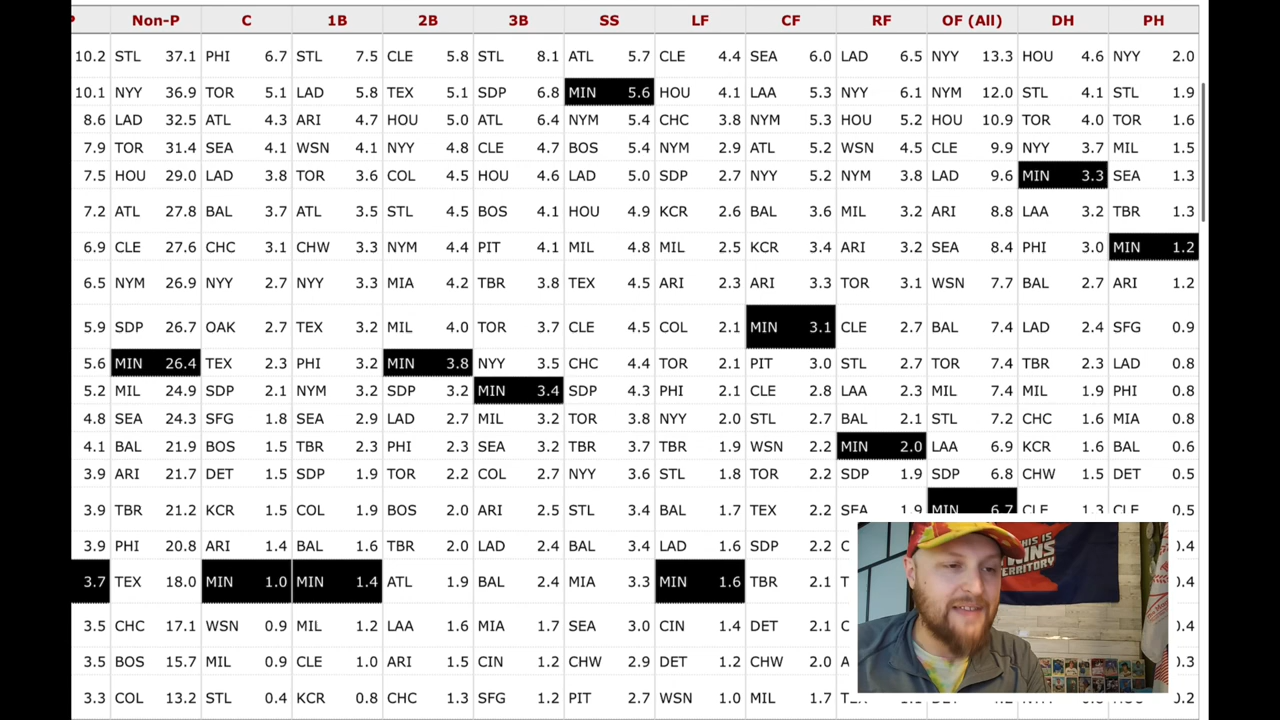 P Non-P C 1B 2B 3B SS LF CF RF OF (All) DH PH
10.2 STL 37.1 PHI 6.7 STL 7.5 CLE 5.8 STL 8.1 ATL 5.7 CLE 4.4 SEA 6.0 LAD 6.5 NYY 13.3 HOU 4.6 NYY 2.0
10.1 NYY 36.9 TOR 5.1 LAD 5.8 TEX 5.1 SDP 6.8 MIN 5.6 HOU 4.1 LAA 5.3 NYY 6.1 NYM 12.0 STL 4.1 STL 1.9
8.6 LAD 32.5 ATL 4.3 ARI 4.7 HOU 5.0 ATL 6.4 NYM 5.4 CHC 3.8 NYM 5.3 HOU 5.2 HOU 10.9 TOR 4.0 TOR 1.6
7.9 TOR 31.4 SEA 4.1 WSN 4.1 NYY 4.8 CLE 4.7 BOS 5.4 NYM 2.9 ATL 5.2 WSN 4.5 CLE 9.9 NYY 3.7 MIL 1.5
7.5 HOU 29.0 LAD 3.8 TOR 3.6 COL 4.5 HOU 4.6 LAD 5.0 SDP 2.7 NYY 5.2 NYM 3.8 LAD 9.6 MIN 3.3 SEA 1.3
7.2 ATL 27.8 BAL 3.7 ATL 3.5 STL 4.5 BOS 4.1 HOU 4.9 KCR 2.6 BAL 3.6 MIL 3.2 ARI 8.8 LAA 3.2 TBR 1.3
6.9 CLE 27.6 CHC 3.1 CHW 3.3 NYM 4.4 PIT 4.1 MIL 4.8 MIL 2.5 KCR 3.4 ARI 3.2 SEA 8.4 PHI 3.0 MIN 1.2
6.5 NYM 26.9 NYY 2.7 NYY 3.3 MIA 4.2 TBR 3.8 TEX 4.5 ARI 2.3 ARI 3.3 TOR 3.1 WSN 7.7 BAL 2.7 ARI 1.2
5.9 SDP 26.7 OAK 2.7 TEX 3.2 MIL 4.0 TOR 3.7 CLE 4.5 COL 2.1 MIN 3.1 CLE 2.7 BAL 7.4 LAD 2.4 SFG 0.9
5.6 MIN 26.4 TEX 2.3 PHI 3.2 MIN 3.8 NYY 3.5 CHC 4.4 TOR 2.1 PIT 3.0 STL 2.7 TOR 7.4 TBR 2.3 LAD 0.8
5.2 MIL 24.9 SDP 2.1 NYM 3.2 SDP 3.2 MIN 3.4 SDP 4.3 PHI 2.1 CLE 2.8 LAA 2.3 MIL 7.4 MIL 1.9 PHI 0.8
4.8 SEA 24.3 SFG 1.8 SEA 2.9 LAD 2.7 MIL 3.2 TOR 3.8 NYY 2.0 STL 2.7 BAL 2.1 STL 7.2 CHC 1.6 MIA 0.8
4.1 BAL 21.9 BOS 1.5 TBR 2.3 PHI 2.3 SEA 3.2 TBR 3.7 TBR 1.9 WSN 2.2 MIN 2.0 LAA 6.9 KCR 1.6 BAL 0.6
3.9 ARI 21.7 DET 1.5 SDP 1.9 TOR 2.2 COL 2.7 NYY 3.6 STL 1.8 TOR 2.2 SDP 1.9 SDP 6.8 CHW 1.5 DET 0.5
3.9 TBR 21.2 KCR 1.5 COL 1.9 BOS 2.0 ARI 2.5 STL 3.4 BAL 1.7 TEX 2.2 SEA 1.9 MIN 6.7 CLE 1.3 CLE 0.5
3.9 PHI 20.8 ARI 1.4 BAL 1.6 TBR 2.0 LAD 2.4 BAL 3.4 LAD 1.6 SDP 2.2 C 0.4
3.7 TEX 18.0 MIN 1.0 MIN 1.4 ATL 1.9 BAL 2.4 MIA 3.3 MIN 1.6 TBR 2.1 T 0.4
3.5 CHC 17.1 WSN 0.9 MIL 1.2 LAA 1.6 MIA 1.7 SEA 3.0 CIN 1.4 DET 2.1 C 0.4
3.5 BOS 15.7 MIL 0.9 CLE 1.0 ARI 1.5 CIN 1.2 CHW 2.9 DET 1.2 CHW 2.0 A 0.3
3.3 COL 13.2 STL 0.4 KCR 0.8 CHC 1.3 SFG 1.2 PIT 2.7 WSN 1.0 MIL 1.7 0.2
THIS IS
TWINS
TERRITORY